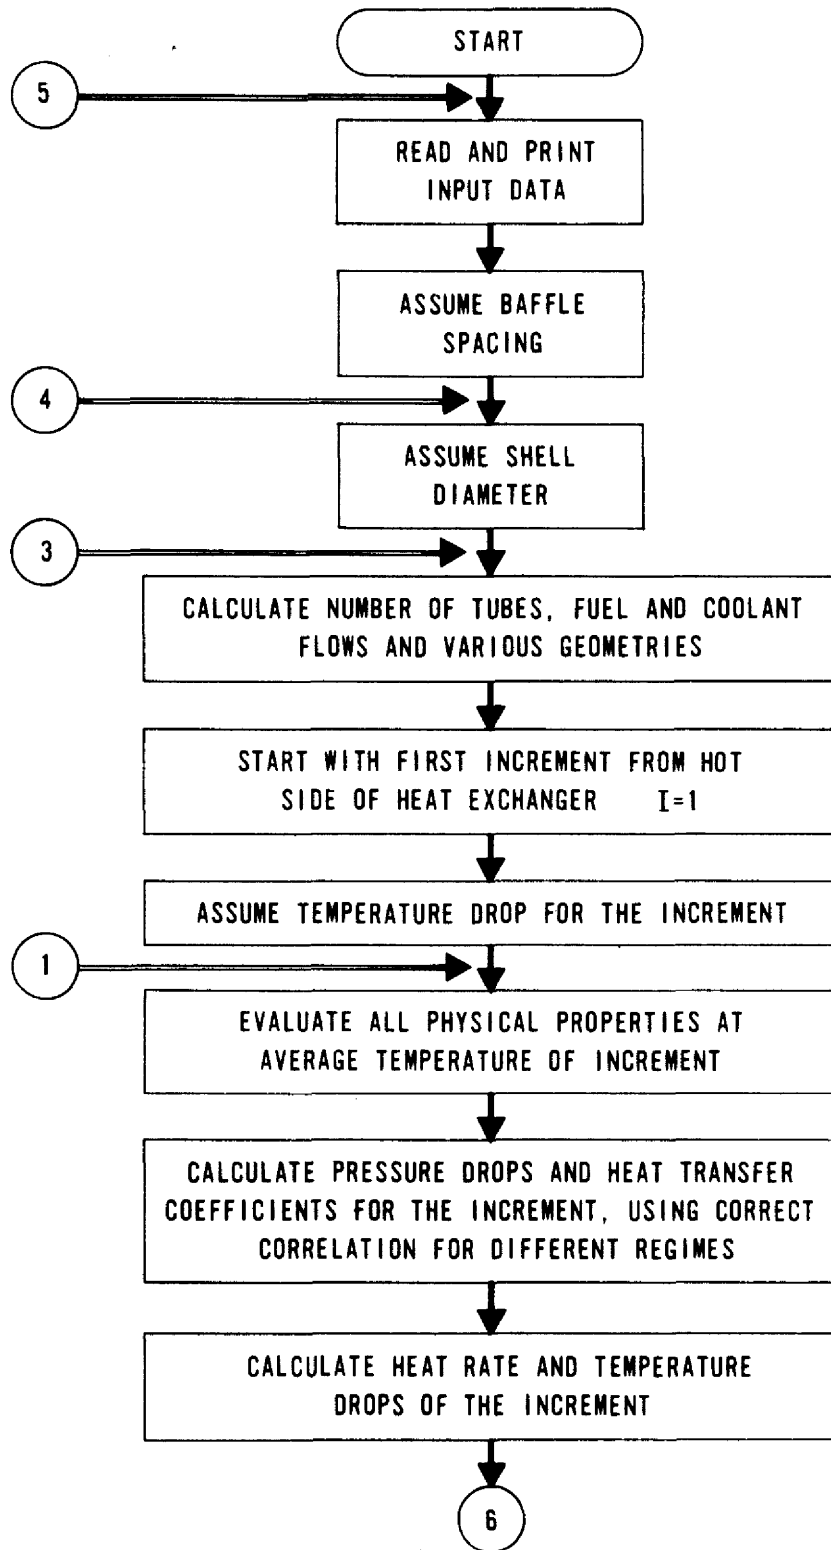 START
5
READ AND PRINT
INPUT DATA
ASSUME BAFFLE
SPACING
4
ASSUME SHELL
DIAMETER
3
CALCULATE NUMBER OF TUBES, FUEL AND COOLANT
FLOWS AND VARIOUS GEOMETRIES
START WITH FIRST INCREMENT FROM HOT
SIDE OF HEAT EXCHANGER I=1
ASSUME TEMPERATURE DROP FOR THE INCREMENT
1
EVALUATE ALL PHYSICAL PROPERTIES AT
AVERAGE TEMPERATURE OF INCREMENT
CALCULATE PRESSURE DROPS AND HEAT TRANSFER
COEFFICIENTS FOR THE INCREMENT, USING CORRECT
CORRELATION FOR DIFFERENT REGIMES
CALCULATE HEAT RATE AND TEMPERATURE
DROPS OF THE INCREMENT
6